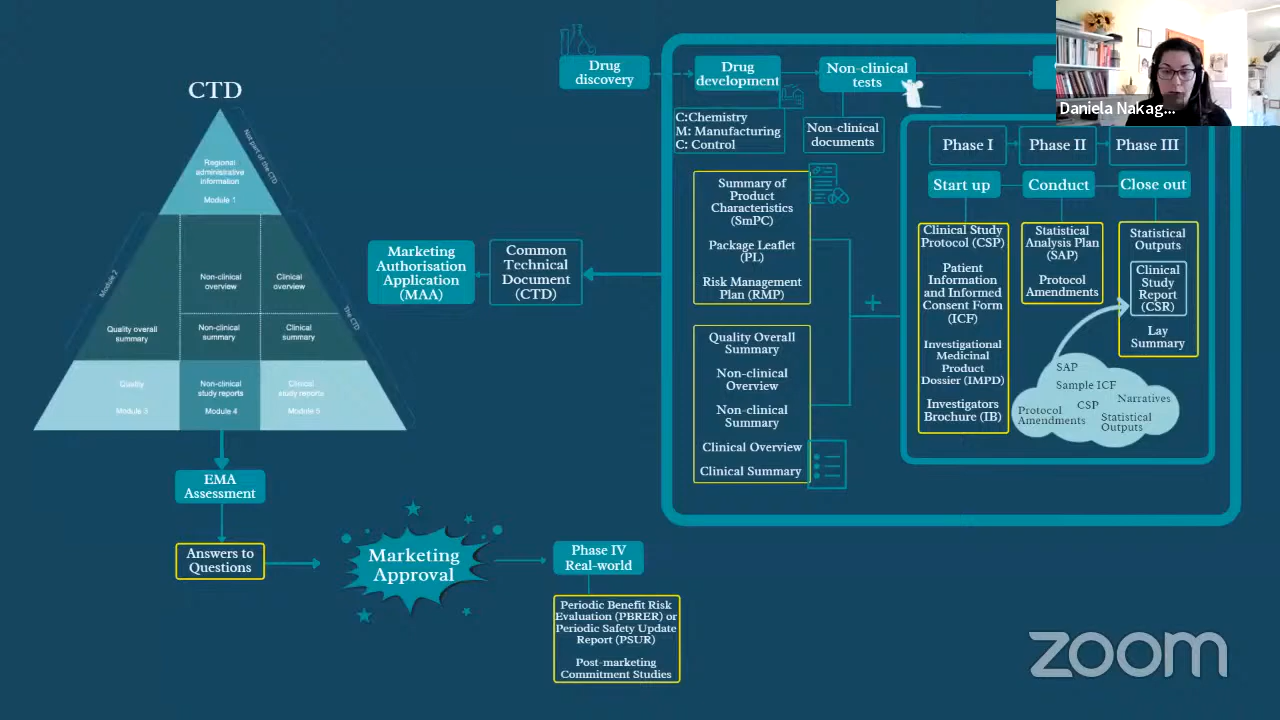 CTD
Not part of the CTD
Regional
administrative
information
Module 1
Module 2
Non-clinical
overview
Clinical
overview
The CTD
Quality overall
summary
Non-clinical
summary
Clinical
summary
Quality
Module 3
Non-clinical
study reports
Module 4
Clinical
study reports
Module 5
EMA
Assessment
Answers to
Questions
Marketing
Approval
Phase IV
Real-world
Periodic Benefit Risk
Evaluation (PBRER) or
Periodic Safety Update
Report (PSUR)
Post-marketing
Commitment Studies
Marketing
Authorisation
Application
(MAA)
Common
Technical
Document
(CTD)
Drug
discovery
Drug
development
Non-clinical
tests
C:Chemistry
M: Manufacturing
C: Control
Non-clinical
documents
Summary of
Product
Characteristics
(SmPC)
Package Leaflet
(PL)
Risk Management
Plan (RMP)
Quality Overall
Summary
Non-clinical
Overview
Non-clinical
Summary
Clinical Overview
Clinical Summary
+
Phase I
Phase II
Phase III
Start up
Conduct
Close out
Clinical Study
Protocol (CSP)
Patient
Information
and Informed
Consent Form
(ICF)
Investigational
Medicinal
Product
Dossier (IMPD)
Investigators
Brochure (IB)
Statistical
Analysis Plan
(SAP)
Protocol
Amendments
Statistical
Outputs
Clinical
Study
Report
(CSR)
Lay
Summary
SAP
Sample ICF
Narratives
CSP
Protocol
Amendments
Statistical
Outputs
Daniela Nakag...
zoom